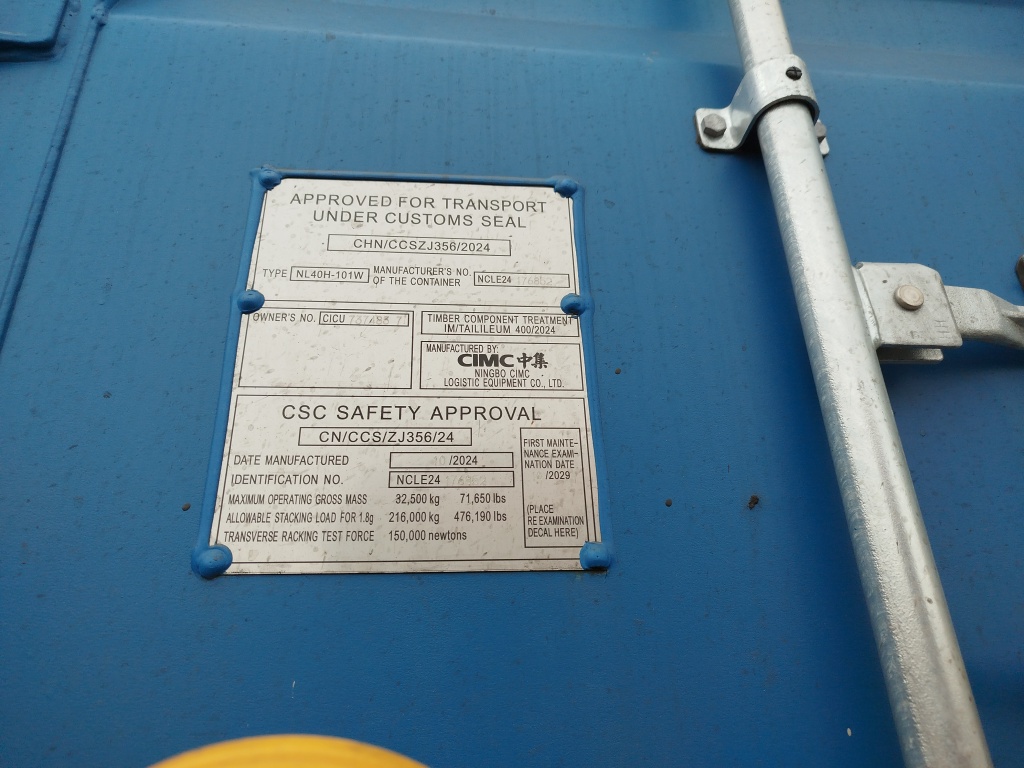 APPROVED FOR TRANSPORT
UNDER CUSTOMS SEAL
CHN/CCSZJ356/2024
TYPE NL40H-101W MANUFACTURER'S NO. OF THE CONTAINER NCLE24
OWNER'S NO. CICU
TIMBER COMPONENT TREATMENT
IM/TAILILEUM 400/2024
MANUFACTURED BY:
CIMC 中集
NINGBO CIMC
LOGISTIC EQUIPMENT CO., LTD.
CSC SAFETY APPROVAL
CN/CCS/ZJ356/24
DATE MANUFACTURED 10/2024
IDENTIFICATION NO. NCLE24
MAXIMUM OPERATING GROSS MASS 32,500 kg 71,650 lbs
ALLOWABLE STACKING LOAD FOR 1.8g 216,000 kg 476,190 lbs
TRANSVERSE RACKING TEST FORCE 150,000 newtons
FIRST MAINTE-
NANCE EXAMI-
NATION DATE
/2029
(PLACE
RE EXAMINATION
DECAL HERE)